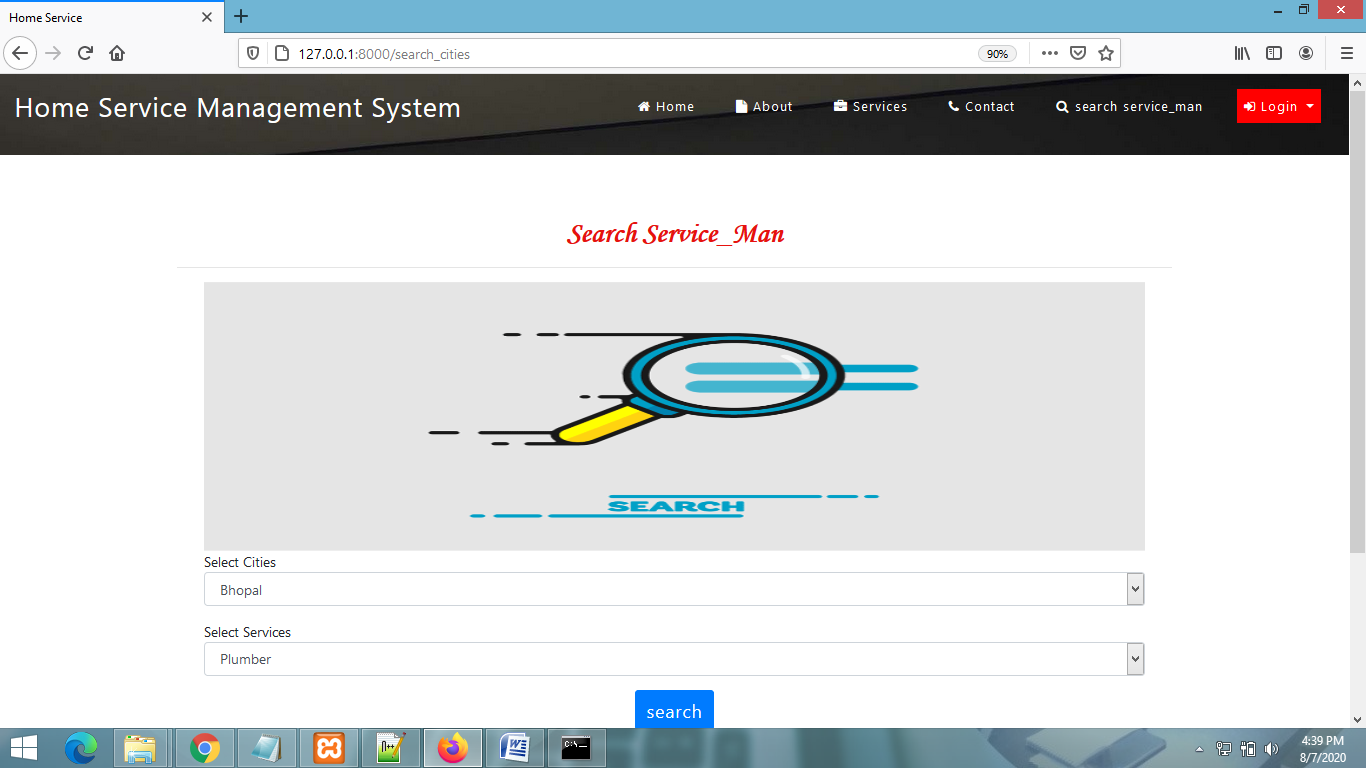 Home Service
127.0.0.1:8000/search_cities
90%
Home Service Management System
Home
About
Services
Contact
search service_man
Login
Search Service_Man
SEARCH
Select Cities
Bhopal
Select Services
Plumber
search
N++
W
C:\
4:39 PM
8/7/2020